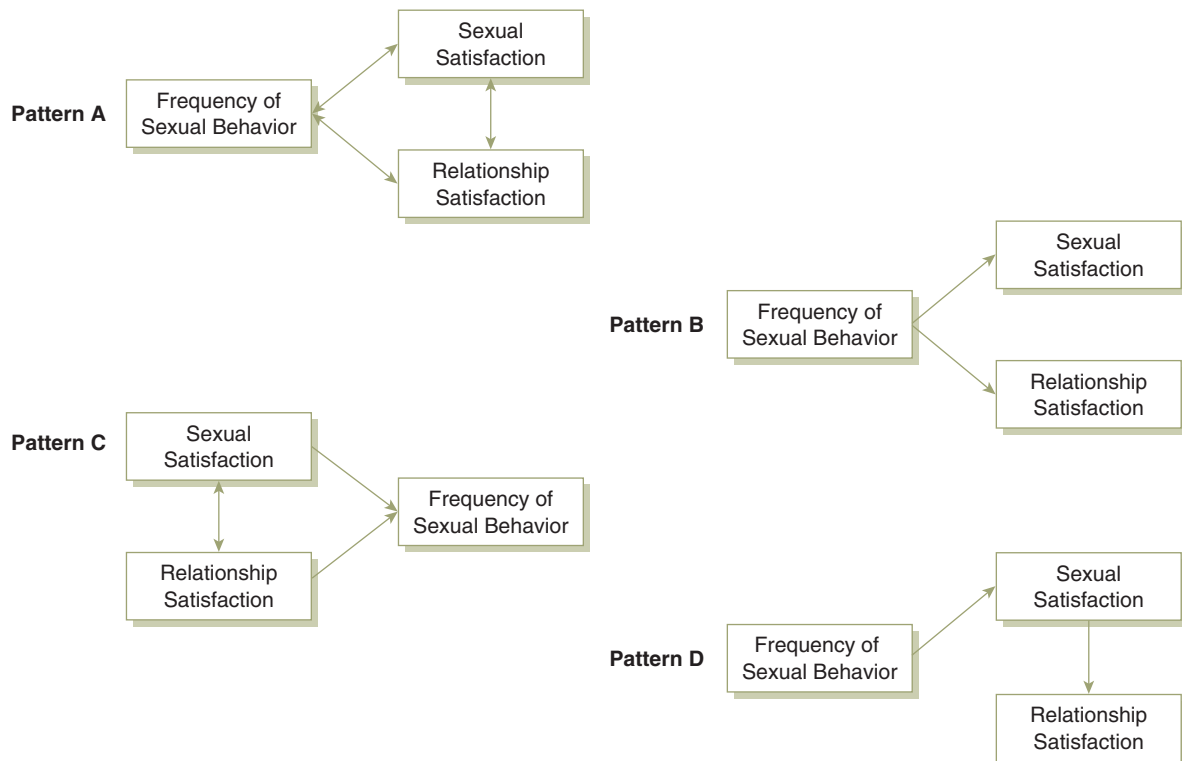 Sexual
Satisfaction
Pattern A
Frequency of
Sexual Behavior
Relationship
Satisfaction
Sexual
Satisfaction
Pattern B
Frequency of
Sexual Behavior
Relationship
Satisfaction
Pattern C
Sexual
Satisfaction
Frequency of
Sexual Behavior
Relationship
Satisfaction
Sexual
Satisfaction
Pattern D
Frequency of
Sexual Behavior
Relationship
Satisfaction